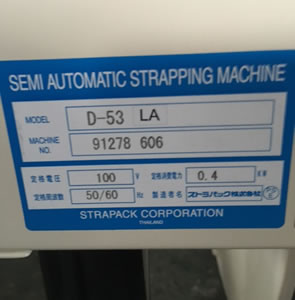 SEMI AUTOMATIC STRAPPING MACHINE
MODEL D-53 LA
MACHINE NO. 91278 606
定格電圧 100 V 定格消費電力 0.4 KW
定格周波数 50/60 Hz 製造者名 ストラパック株式会社
STRAPACK CORPORATION
THAILAND